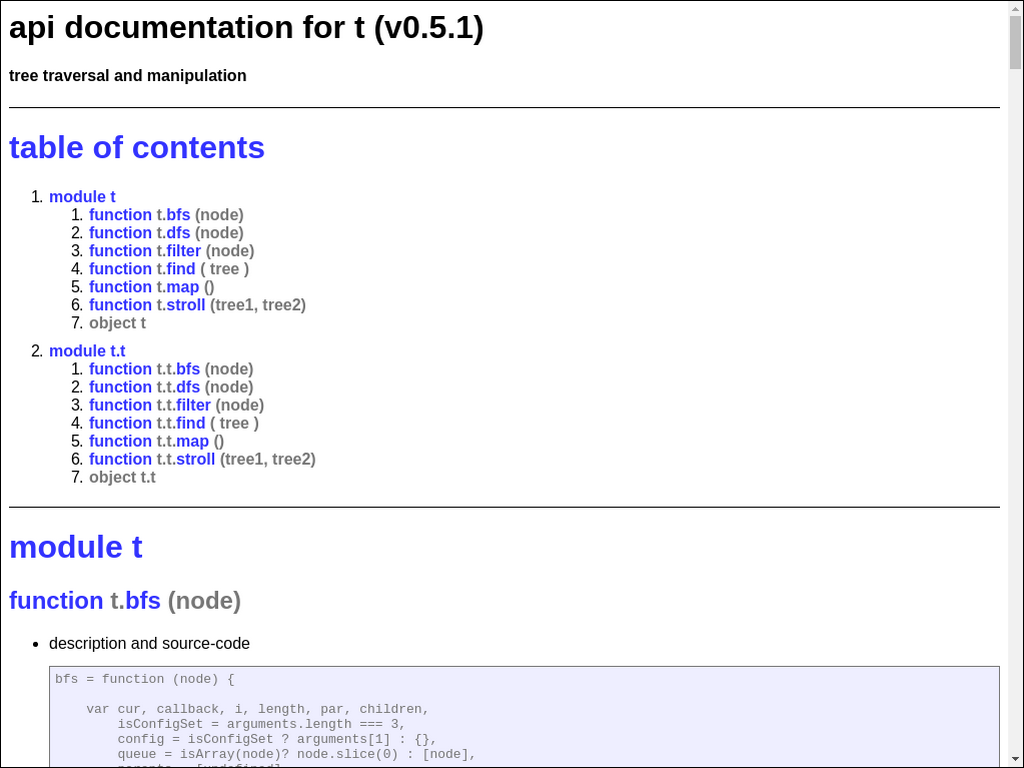 api documentation for t (v0.5.1)
tree traversal and manipulation
table of contents
1. module t
1. function t.bfs (node)
2. function t.dfs (node)
3. function t.filter (node)
4. function t.find ( tree )
5. function t.map ()
6. function t.stroll (tree1, tree2)
7. object t
2. module t.t
1. function t.t.bfs (node)
2. function t.t.dfs (node)
3. function t.t.filter (node)
4. function t.t.find ( tree )
5. function t.t.map ()
6. function t.t.stroll (tree1, tree2)
7. object t.t
module t
function t.bfs (node)
• description and source-code
bfs = function (node) {
var cur, callback, i, length, par, children,
isConfigSet = arguments.length === 3,
config = isConfigSet ? arguments[1] : {},
queue = isArray(node)? node.slice(0) : [node],
parents = [undefined]